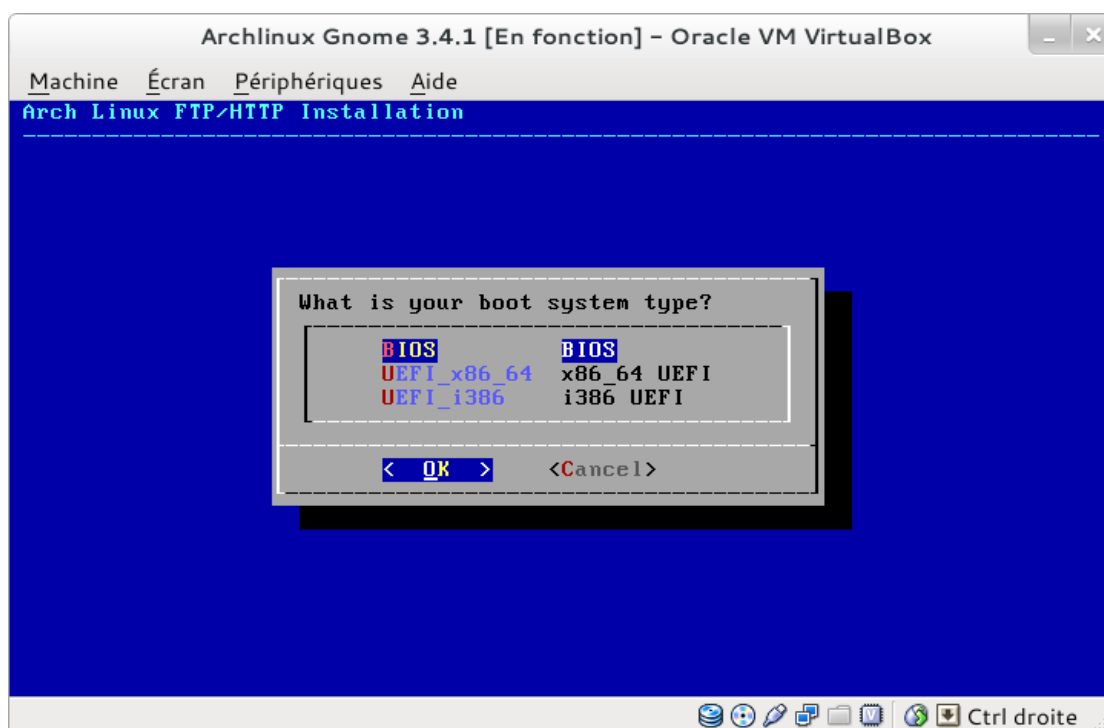 Archlinux Gnome 3.4.1 [En fonction] - Oracle VM VirtualBox
Machine Écran Périphériques Aide
Arch Linux FTP/HTTP Installation
What is your boot system type?
BIOS BIOS
UEFI_x86_64 x86_64 UEFI
UEFI_i386 i386 UEFI
< OK > <Cancel>
Ctrl droite